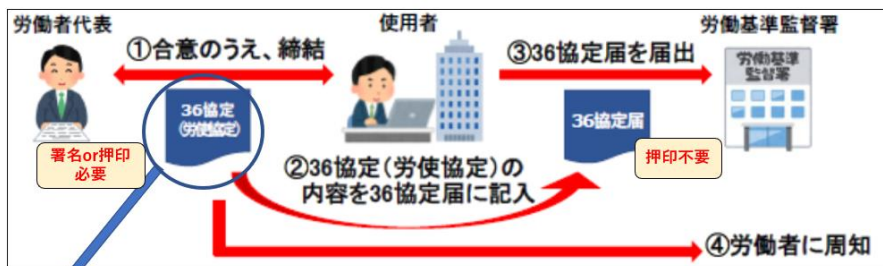 労働者代表
使用者
労働基準監督署
①合意のうえ、締結
③36協定届を届出
労働基準
監督署
36協定
(労使協定)
36協定届
署名or押印
必要
押印不要
②36協定(労使協定)の
内容を36協定届に記入
④労働者に周知